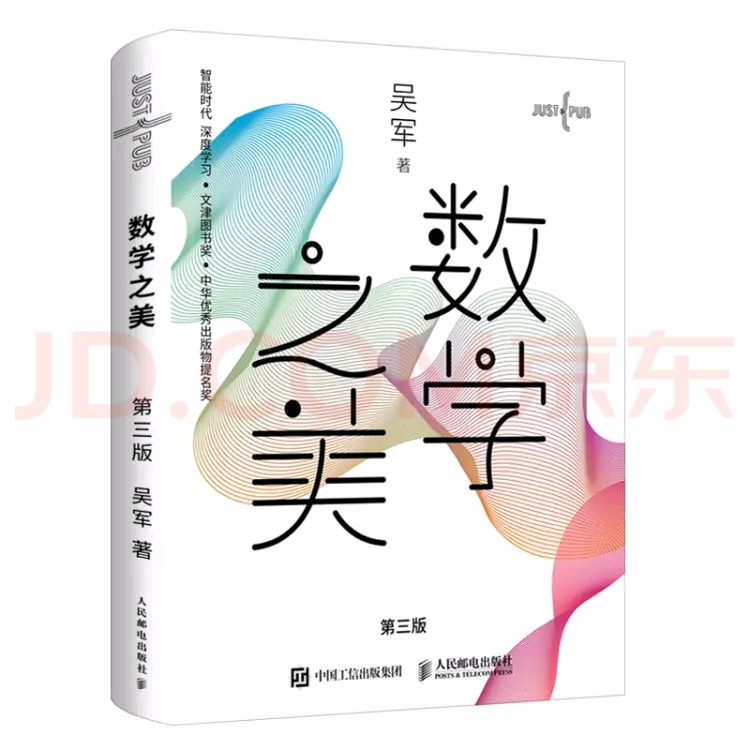 JUST PUB
数学之美
第三版
吴军 著
人民邮电出版社
智能时代 深度学习·文津图书奖·中华优秀出版物提名奖
吴军
著
JUST PUB
数学
之美
第三版
中国工信出版集团
人民邮电出版社
POSTS & TELECOM PRESS
JD.COM京东